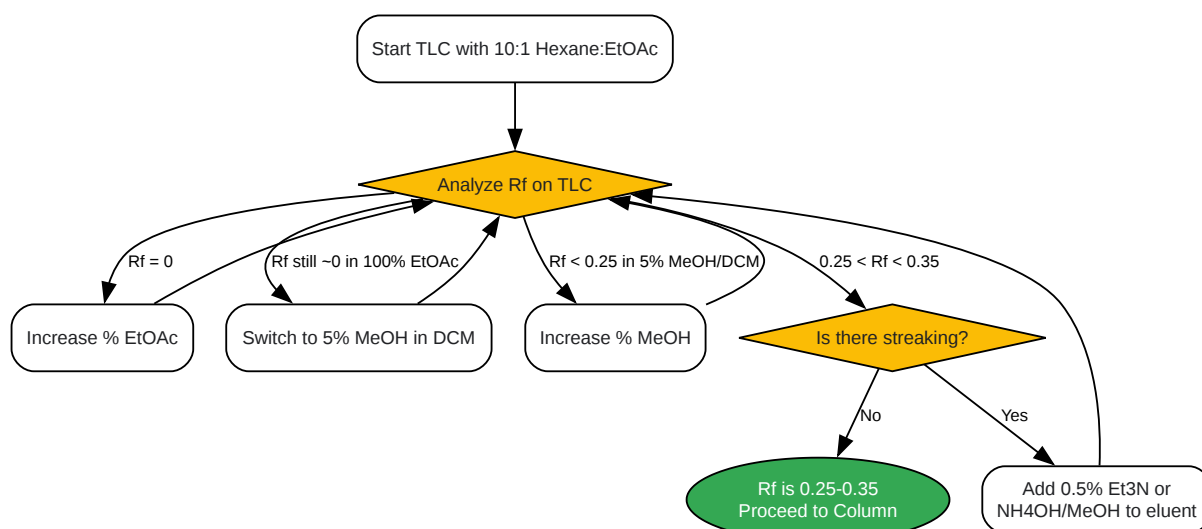 Start TLC with 10:1 Hexane:EtOAc
Analyze Rf on TLC
Rf = 0
Rf still ~0 in 100% EtOAc
Rf < 0.25 in 5% MeOH/DCM
0.25 < Rf < 0.35
Increase % EtOAc
Switch to 5% MeOH in DCM
Increase % MeOH
Is there streaking?
No
Yes
Rf is 0.25-0.35
Proceed to Column
Add 0.5% Et3N or
NH4OH/MeOH to eluent